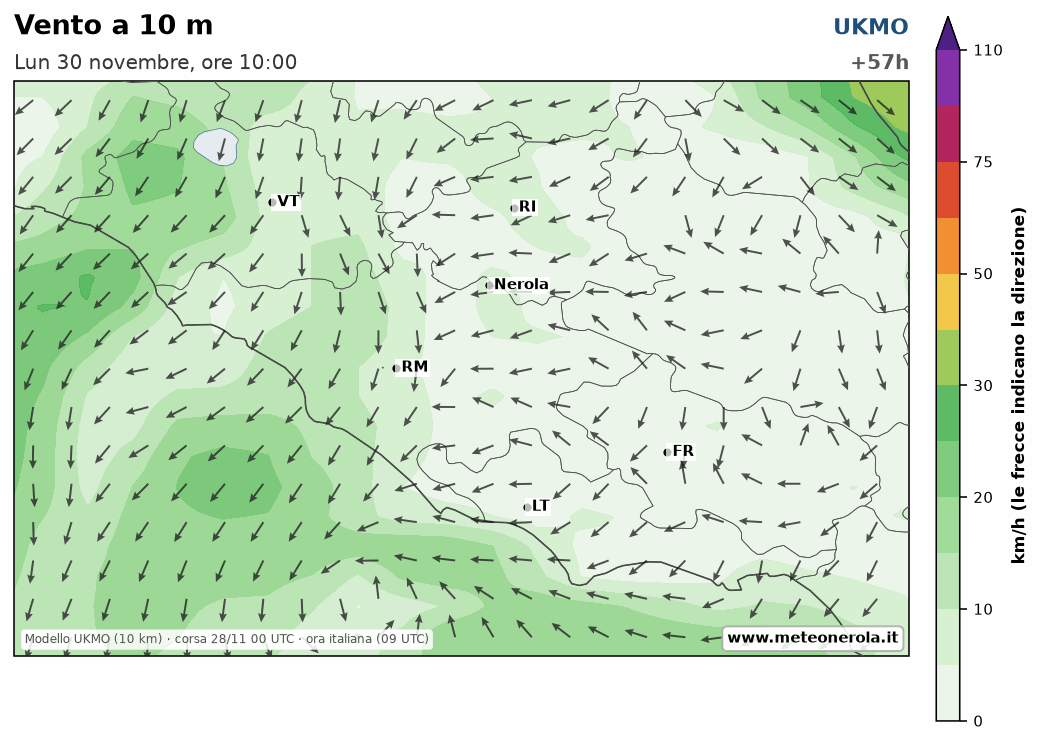 Vento a 10 m
UKMO
Lun 30 novembre, ore 10:00
+57h
VT
RI
Nerola
RM
FR
LT
Modello UKMO (10 km) · corsa 28/11 00 UTC · ora italiana (09 UTC)
www.meteonerola.it
110
75
50
30
20
10
0
km/h (le frecce indicano la direzione)